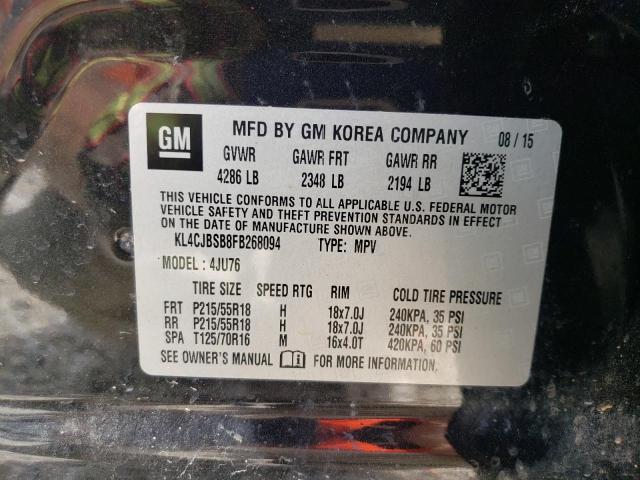 GM MFD BY GM KOREA COMPANY 08 / 15
GVWR GAWR FRT GAWR RR
4286 LB 2348 LB 2194 LB
THIS VEHICLE CONFORMS TO ALL APPLICABLE U.S. FEDERAL MOTOR
VEHICLE SAFETY AND THEFT PREVENTION STANDARDS IN EFFECT ON
THE DATE OF MANUFACTURE SHOWN ABOVE.
KL4CJBSB8FB268094 TYPE: MPV
MODEL : 4JU76
TIRE SIZE SPEED RTG RIM COLD TIRE PRESSURE
FRT P215/55R18 H 18x7.0J 240KPA, 35 PSI
RR P215/55R18 H 18x7.0J 240KPA, 35 PSI
SPA T125/70R16 M 16x4.0T 420KPA, 60 PSI
SEE OWNER'S MANUAL FOR MORE INFORMATION.